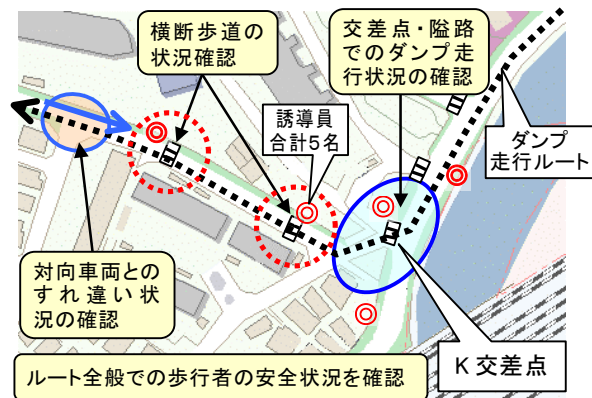 横断歩道の
状況確認
交差点・隘路
でのダンプ走
行状況の確認
誘導員
合計5名
ダンプ
走行ルート
対向車両との
すれ違い状
況の確認
K交差点
ルート全般での歩行者の安全状況を確認